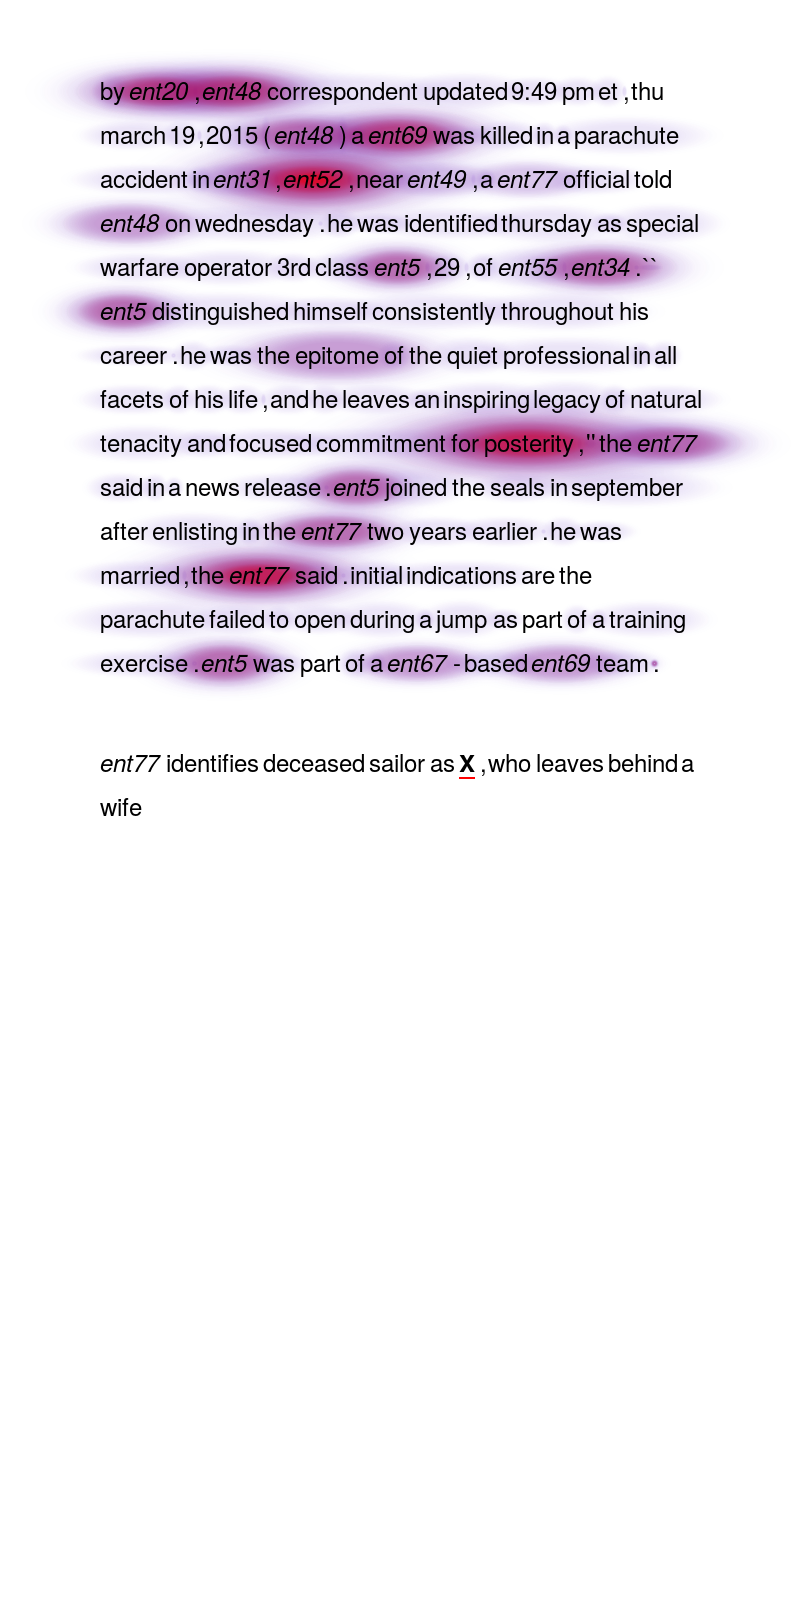 by ent20 , ent48 correspondent updated 9:49 pm et , thu
march 19 , 2015 ( ent48 ) a ent69 was killed in a parachute
accident in ent31 , ent52 , near ent49 , a ent77 official told
ent48 on wednesday . he was identified thursday as special
warfare operator 3rd class ent5 , 29 , of ent55 , ent34 . ``
ent5 distinguished himself consistently throughout his
career . he was the epitome of the quiet professional in all
facets of his life , and he leaves an inspiring legacy of natural
tenacity and focused commitment for posterity , '' the ent77
said in a news release . ent5 joined the seals in september
after enlisting in the ent77 two years earlier . he was
married , the ent77 said . initial indications are the
parachute failed to open during a jump as part of a training
exercise . ent5 was part of a ent67 - based ent69 team .
ent77 identifies deceased sailor as X , who leaves behind a
wife